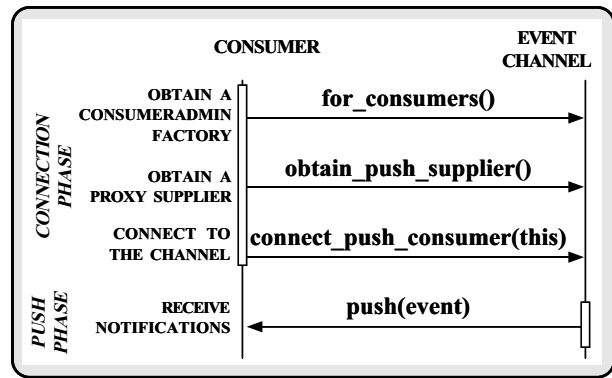 CONSUMER
EVENT
CHANNEL
CONNECTION
PHASE
OBTAIN A
CONSUMERADMIN
FACTORY
for_consumers()
OBTAIN A
PROXY SUPPLIER
obtain_push_supplier()
CONNECT TO
THE CHANNEL
connect_push_consumer(this)
PUSH
PHASE
RECEIVE
NOTIFICATIONS
push(event)